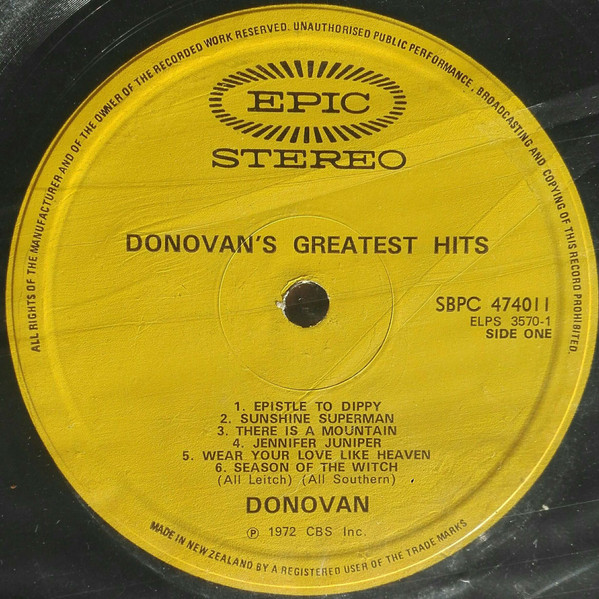 ALL RIGHTS OF THE MANUFACTURER AND OF THE OWNER OF THE RECORDED WORK RESERVED. UNAUTHORISED PUBLIC PERFORMANCE, BROADCASTING AND COPYING OF THIS RECORD PROHIBITED.
EPIC
STEREO
DONOVAN'S GREATEST HITS
SBPC 474011
ELPS 3570-1
SIDE ONE
1. EPISTLE TO DIPPY
2. SUNSHINE SUPERMAN
3. THERE IS A MOUNTAIN
4. JENNIFER JUNIPER
5. WEAR YOUR LOVE LIKE HEAVEN
6. SEASON OF THE WITCH
(All Leitch) (All Southern)
DONOVAN
℗ 1972 CBS Inc.
MADE IN NEW ZEALAND BY A REGISTERED USER OF THE TRADE MARKS